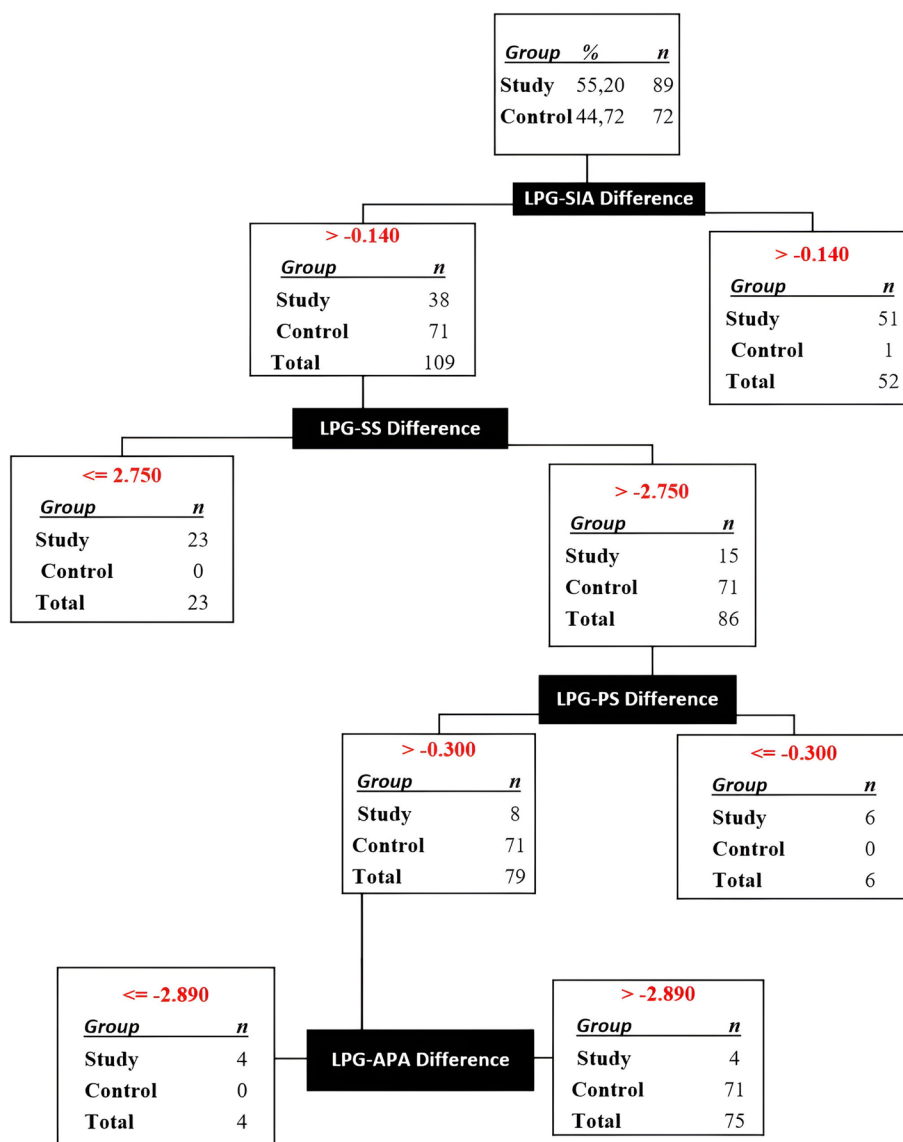 Group % n
Study 55,20 89
Control 44,72 72
LPG-SIA Difference
> -0.140
Group n
Study 38
Control 71
Total 109
> -0.140
Group n
Study 51
Control 1
Total 52
LPG-SS Difference
<= 2.750
Group n
Study 23
Control 0
Total 23
> -2.750
Group n
Study 15
Control 71
Total 86
LPG-PS Difference
> -0.300
Group n
Study 8
Control 71
Total 79
<= -0.300
Group n
Study 6
Control 0
Total 6
<= -2.890
Group n
Study 4
Control 0
Total 4
LPG-APA Difference
> -2.890
Group n
Study 4
Control 71
Total 75